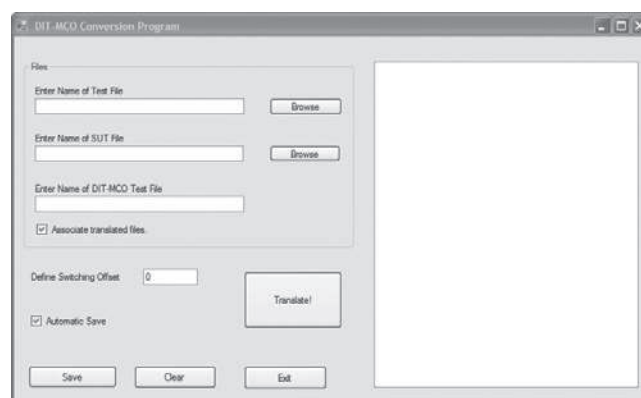 DIT-MCO Conversion Program
Files
Enter Name of Test File
Browse
Enter Name of SUT File
Browse
Enter Name of DIT-MCO Test File
Associate translated files.
Define Switching Offset 0
Translate!
Automatic Save
Save Clear Exit